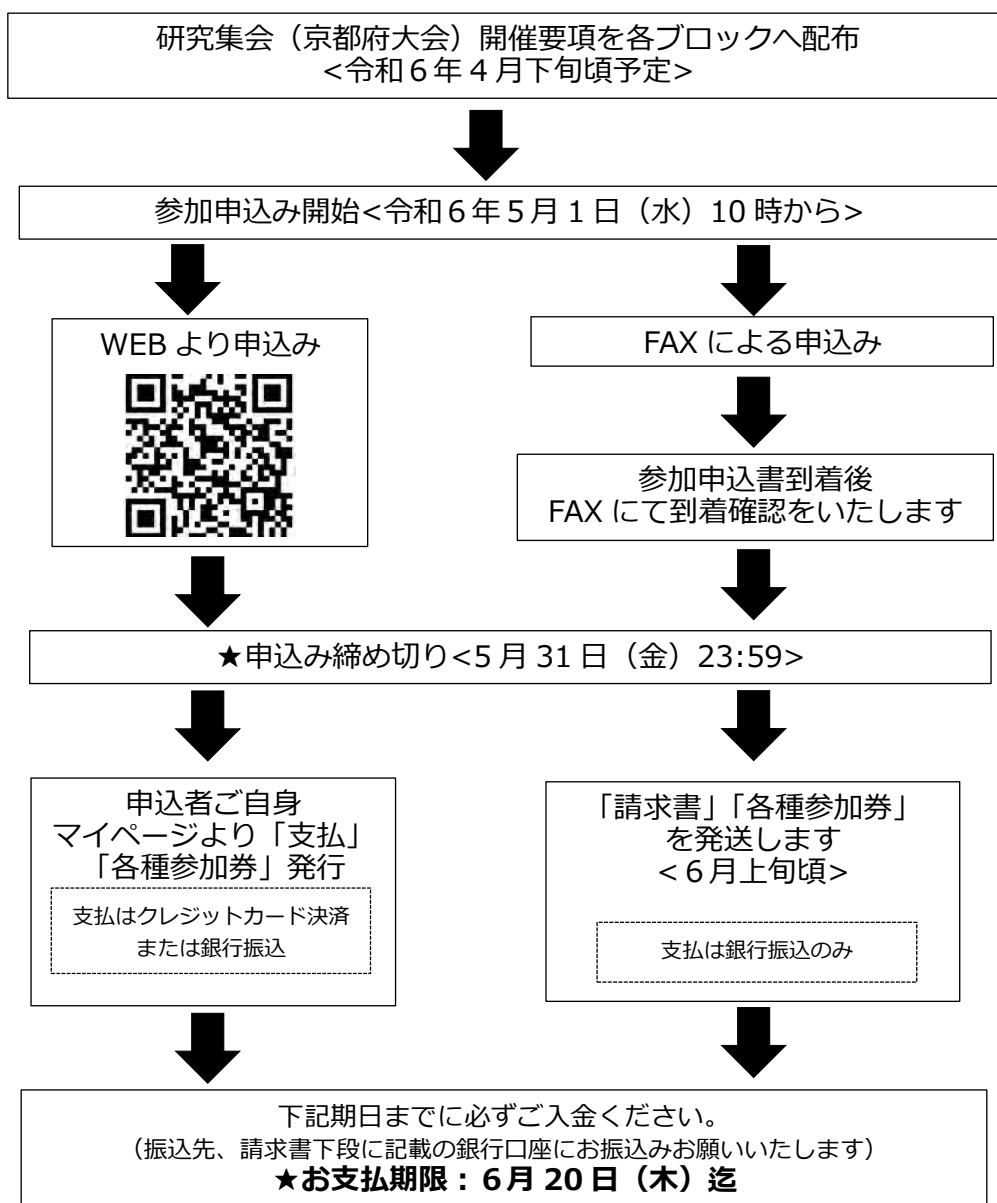 研究集会（京都府大会）開催要項を各ブロックへ配布
<令和６年４月下旬頃予定>
参加申込み開始<令和６年５月１日（水）10 時から>
WEB より申込み
FAX による申込み
参加申込書到着後
FAX にて到着確認をいたします
★申込み締め切り<5 月 31 日（金）23:59>
申込者ご自身
マイページより「支払」
「各種参加券」発行
支払はクレジットカード決済
または銀行振込
「請求書」「各種参加券」
を発送します
<６月上旬頃>
支払は銀行振込のみ
下記期日までに必ずご入金ください。
（振込先、請求書下段に記載の銀行口座にお振込みお願いいたします）
★お支払期限：６月 20 日（木）迄